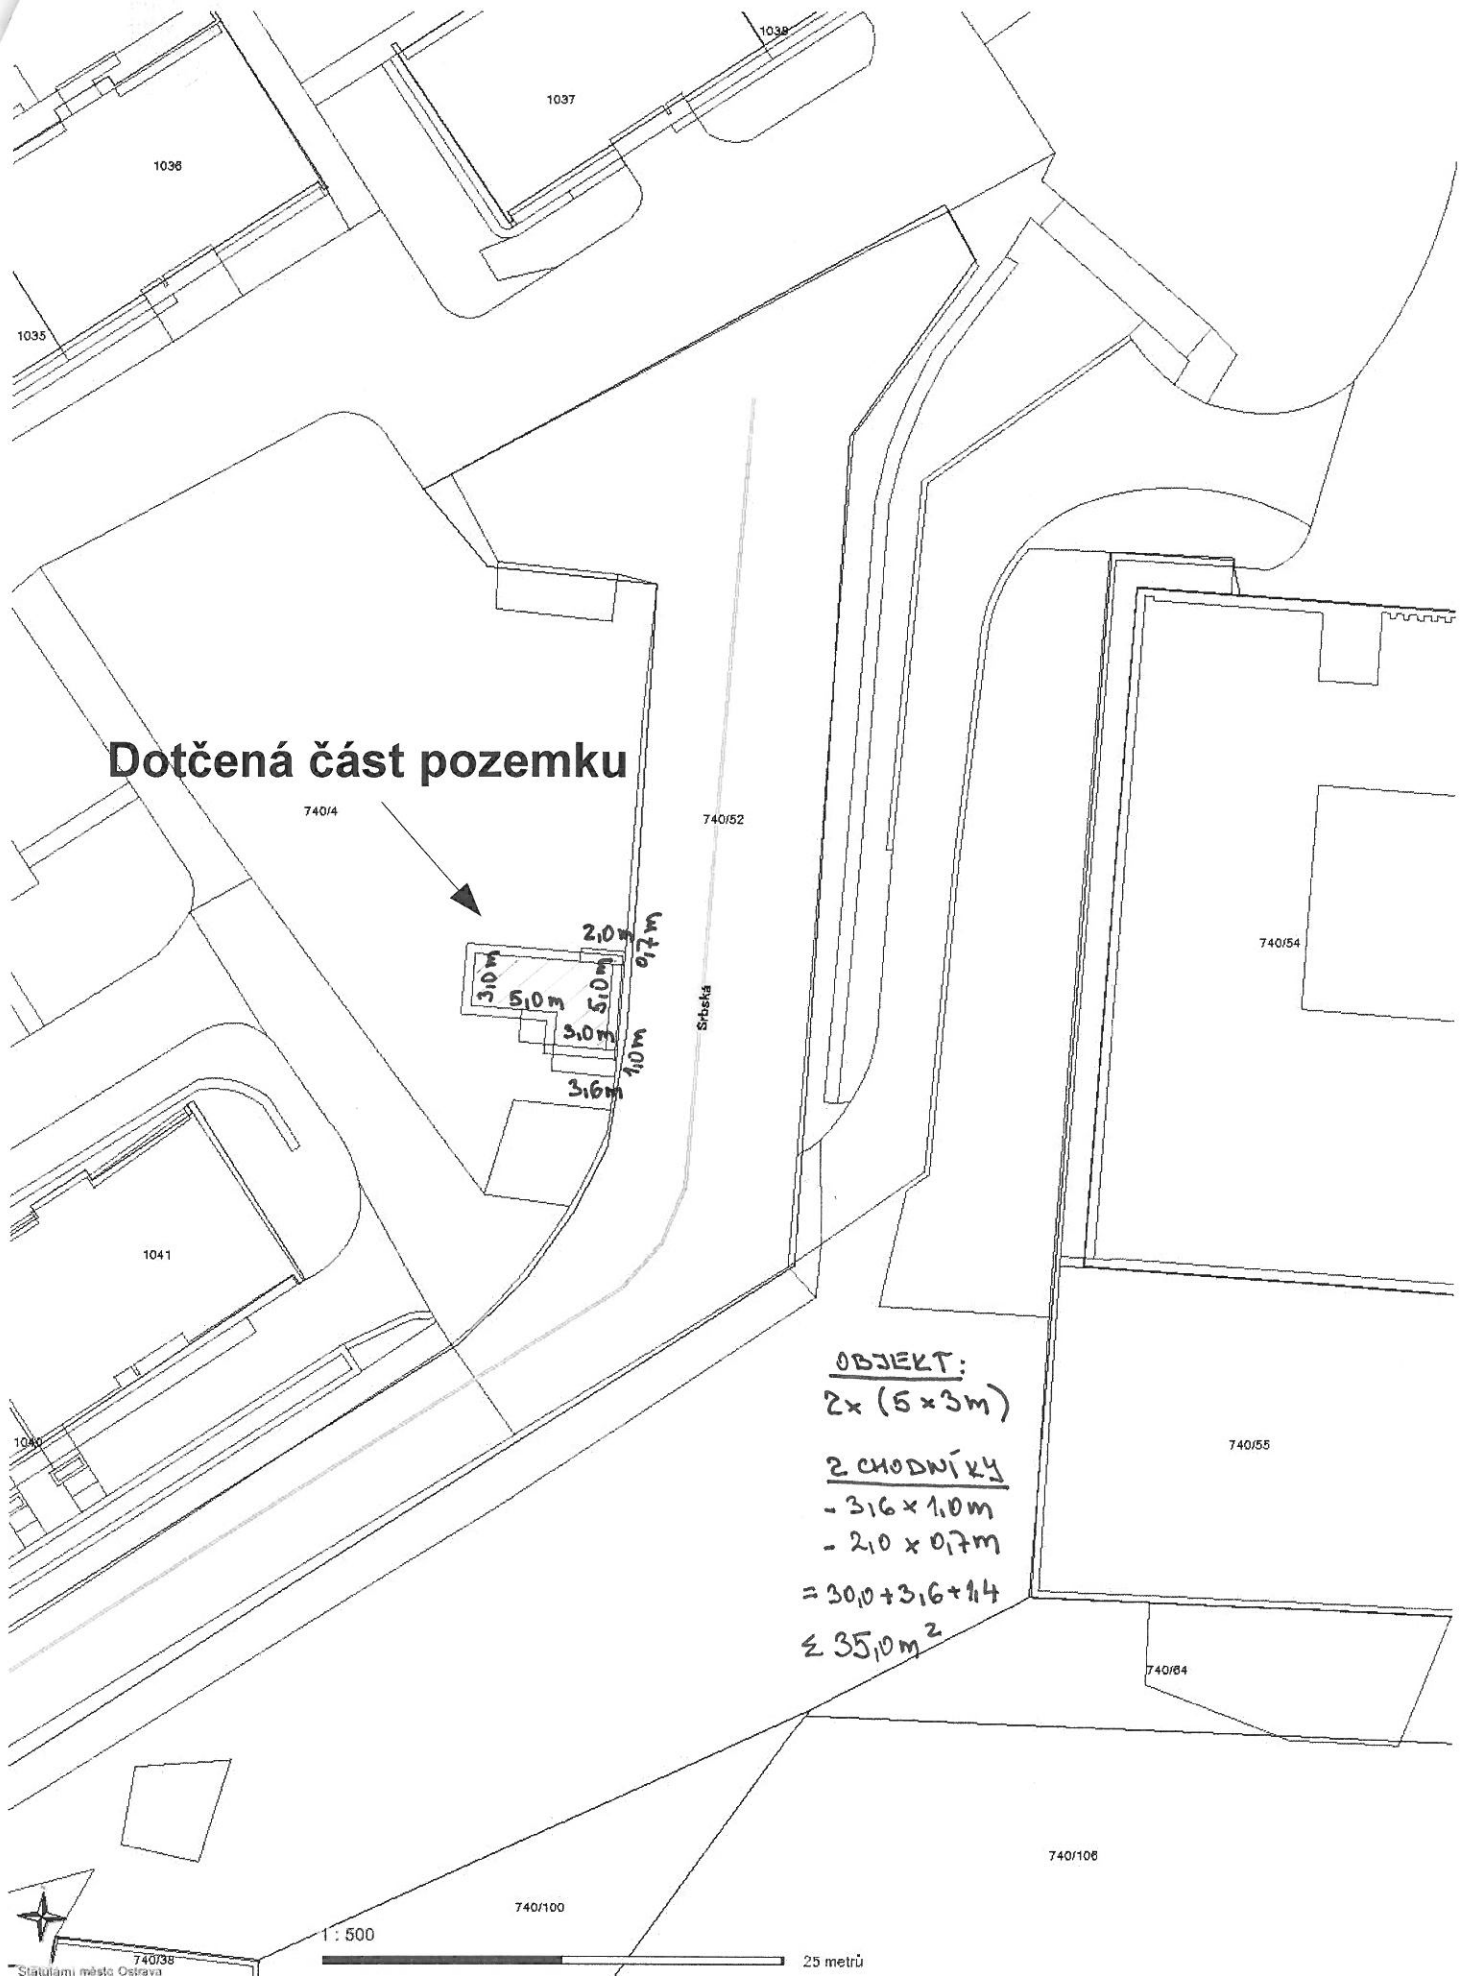 1038
1037
1036
1035
Dotčená část pozemku
740/4
740/52
740/54
2,0m
0,7m
3,0m
5,0m
5,0m
3,0m
1,0m
3,6m
Srbská
1041
1040
OBJEKT:
2x (5 x 3m)
2 CHODNÍKY
- 3,6 x 1,0m
- 2,0 x 0,7m
= 30,0+3,6+1,4
Σ 35,0m²
740/55
740/64
740/106
740/100
740/38
1 : 500
25 metrů
Statutární město Ostrava